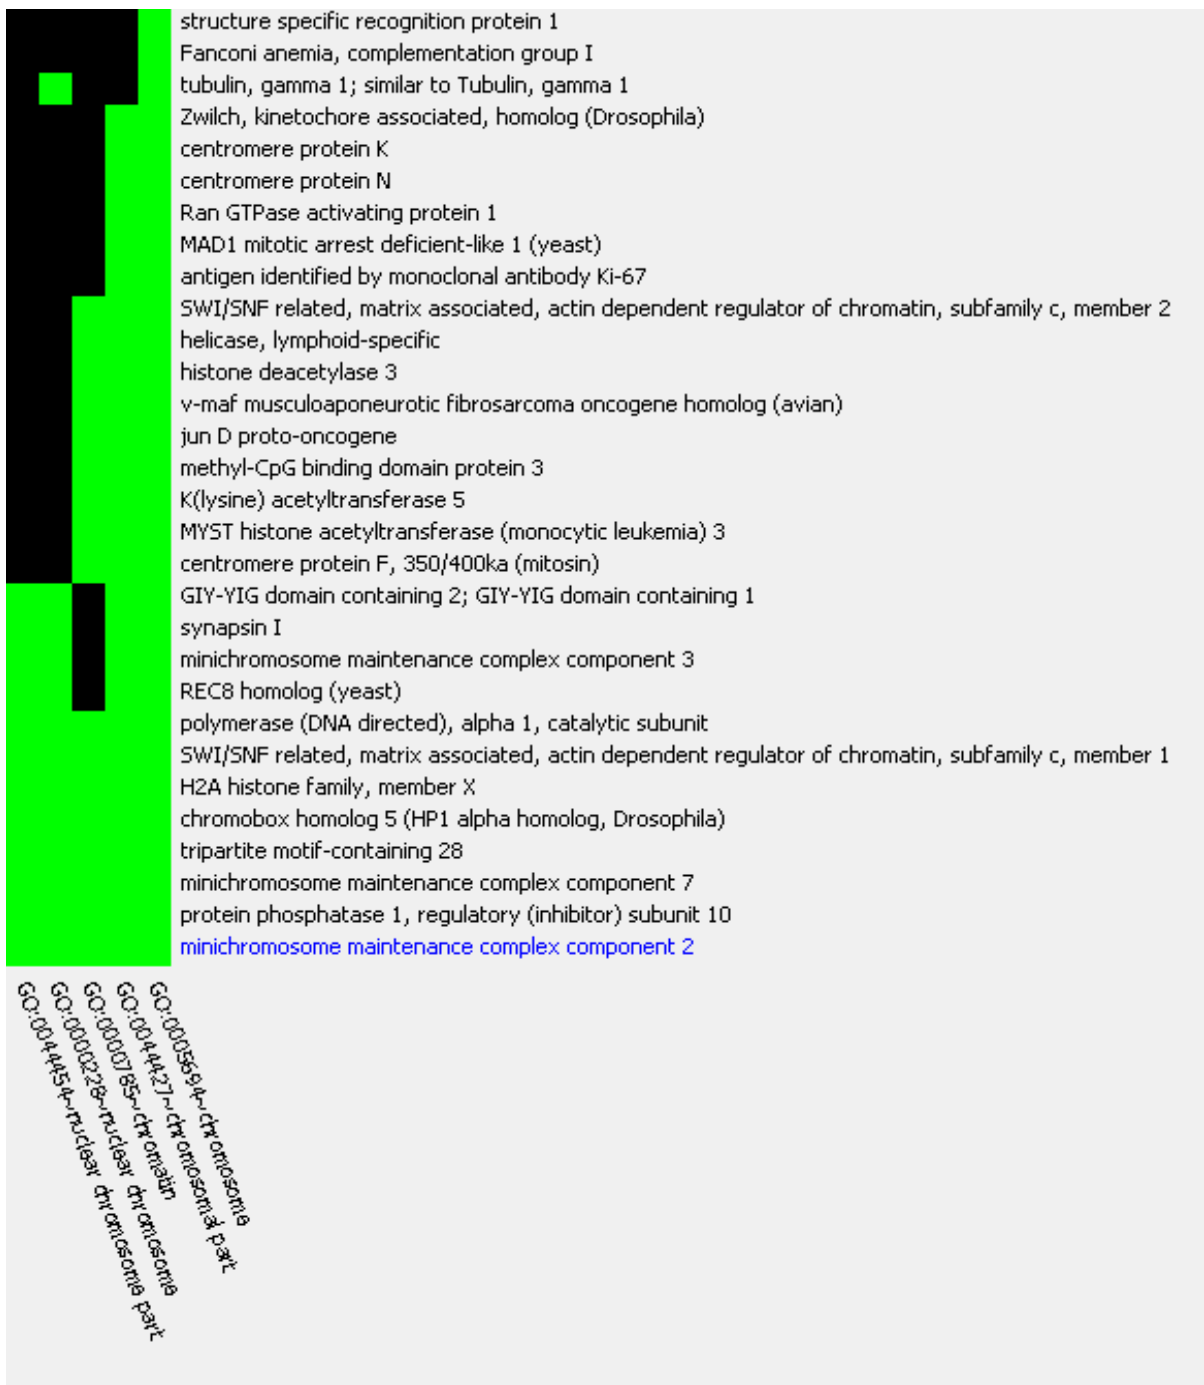 structure specific recognition protein 1
Fanconi anemia, complementation group I
tubulin, gamma 1; similar to Tubulin, gamma 1
Zwilch, kinetochore associated, homolog (Drosophila)
centromere protein K
centromere protein N
Ran GTPase activating protein 1
MAD1 mitotic arrest deficient-like 1 (yeast)
antigen identified by monoclonal antibody Ki-67
SWI/SNF related, matrix associated, actin dependent regulator of chromatin, subfamily c, member 2
helicase, lymphoid-specific
histone deacetylase 3
v-maf musculoaponeurotic fibrosarcoma oncogene homolog (avian)
jun D proto-oncogene
methyl-CpG binding domain protein 3
K(lysine) acetyltransferase 5
MYST histone acetyltransferase (monocytic leukemia) 3
centromere protein F, 350/400ka (mitosin)
GIY-YIG domain containing 2; GIY-YIG domain containing 1
synapsin I
minichromosome maintenance complex component 3
REC8 homolog (yeast)
polymerase (DNA directed), alpha 1, catalytic subunit
SWI/SNF related, matrix associated, actin dependent regulator of chromatin, subfamily c, member 1
H2A histone family, member X
chromobox homolog 5 (HP1 alpha homolog, Drosophila)
tripartite motif-containing 28
minichromosome maintenance complex component 7
protein phosphatase 1, regulatory (inhibitor) subunit 10
minichromosome maintenance complex component 2
GO:0044454~nuclear chromosome part
GO:0000228~nuclear chromosome
GO:0000785~chromatin
GO:0044427~chromosomal part
GO:0005694~chromosome